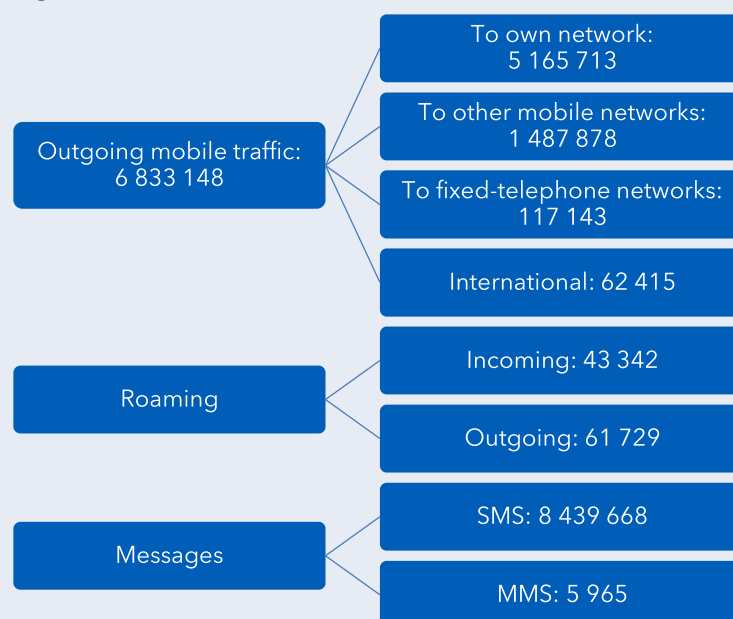 Outgoing mobile traffic:
6 833 148
To own network:
5 165 713
To other mobile networks:
1 487 878
To fixed-telephone networks:
117 143
International: 62 415
Roaming
Incoming: 43 342
Outgoing: 61 729
Messages
SMS: 8 439 668
MMS: 5 965